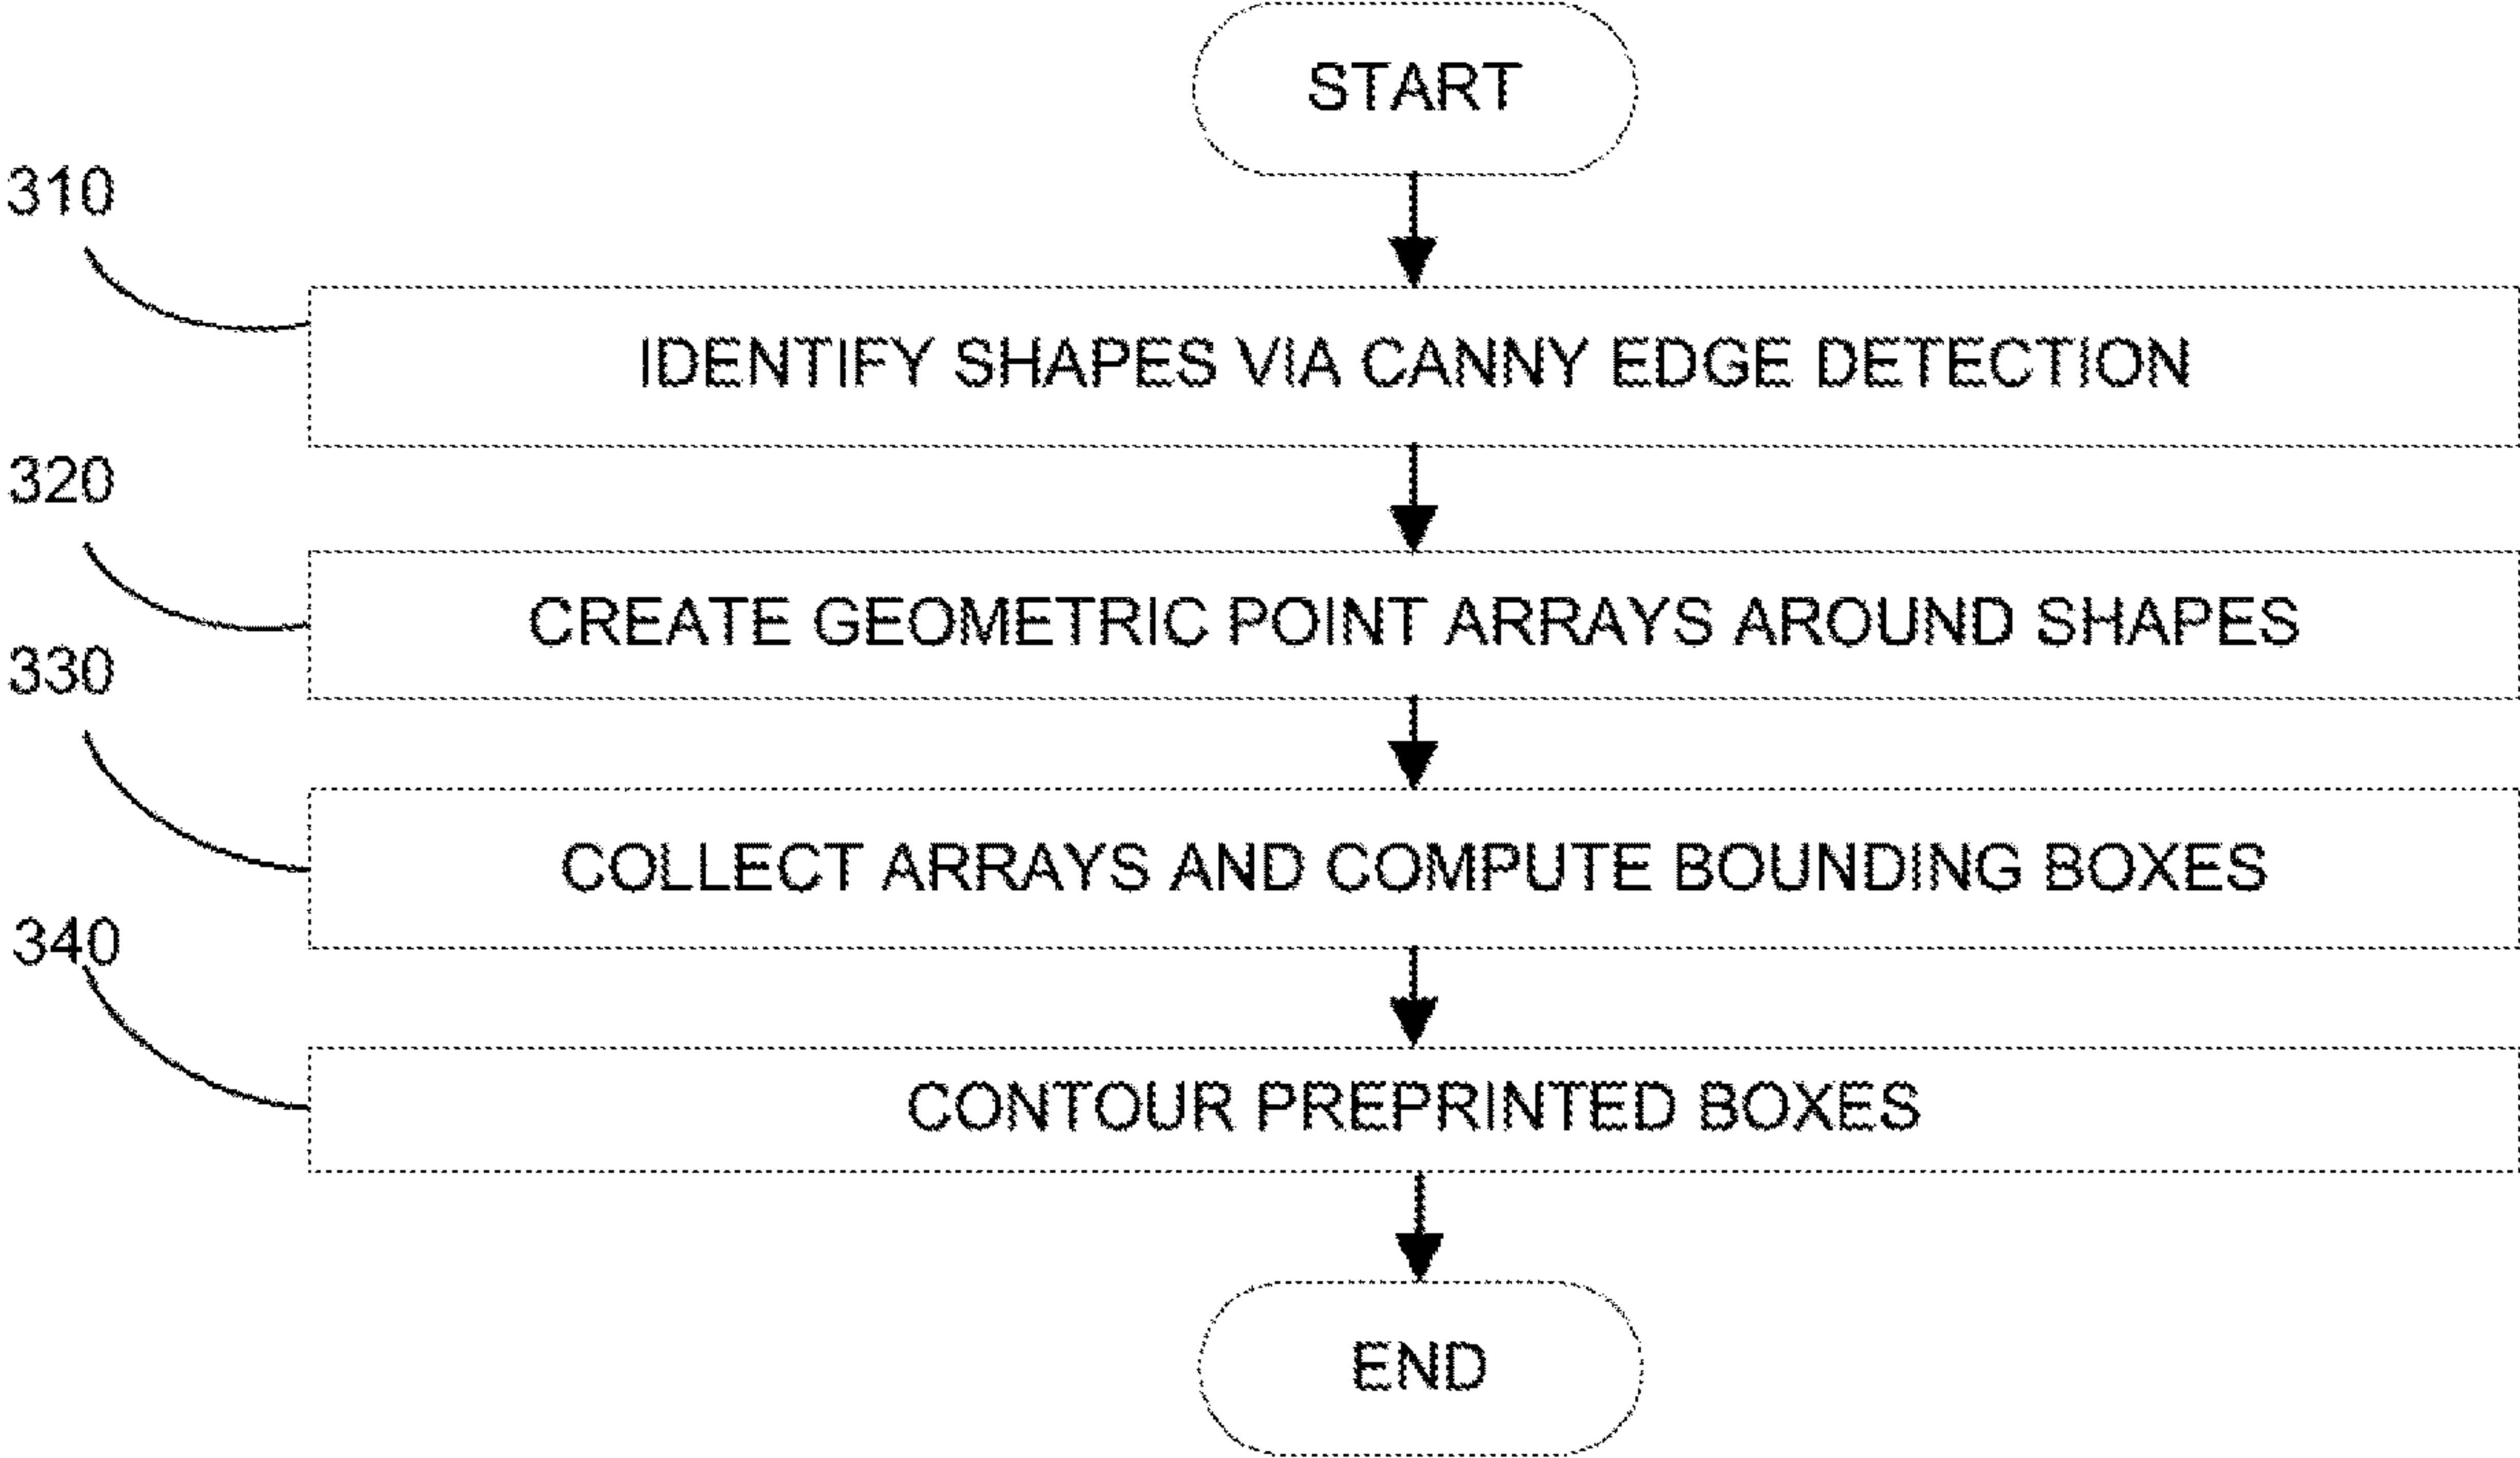 START
310
IDENTIFY SHAPES VIA CANNY EDGE DETECTION
320
CREATE GEOMETRIC POINT ARRAYS AROUND SHAPES
330
COLLECT ARRAYS AND COMPUTE BOUNDING BOXES
340
CONTOUR PREPRINTED BOXES
END